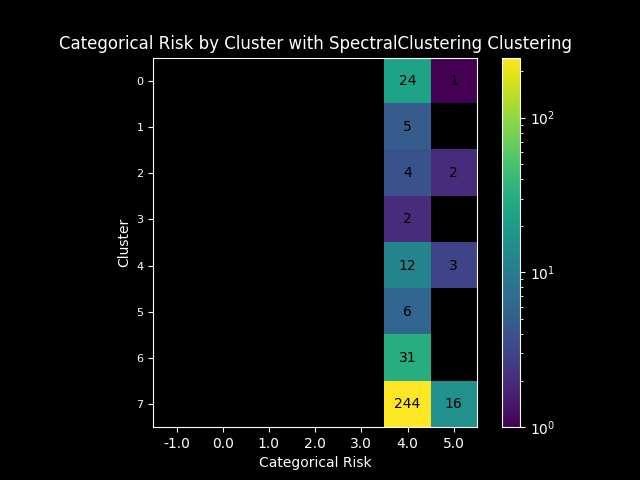 Categorical Risk by Cluster with SpectralClustering Clustering
0 24 1
1 5
2 4 2
3 2
4 12 3
5 6
6 31
7 244 16
Cluster
-1.0 0.0 1.0 2.0 3.0 4.0 5.0
Categorical Risk
10²
10¹
10⁰